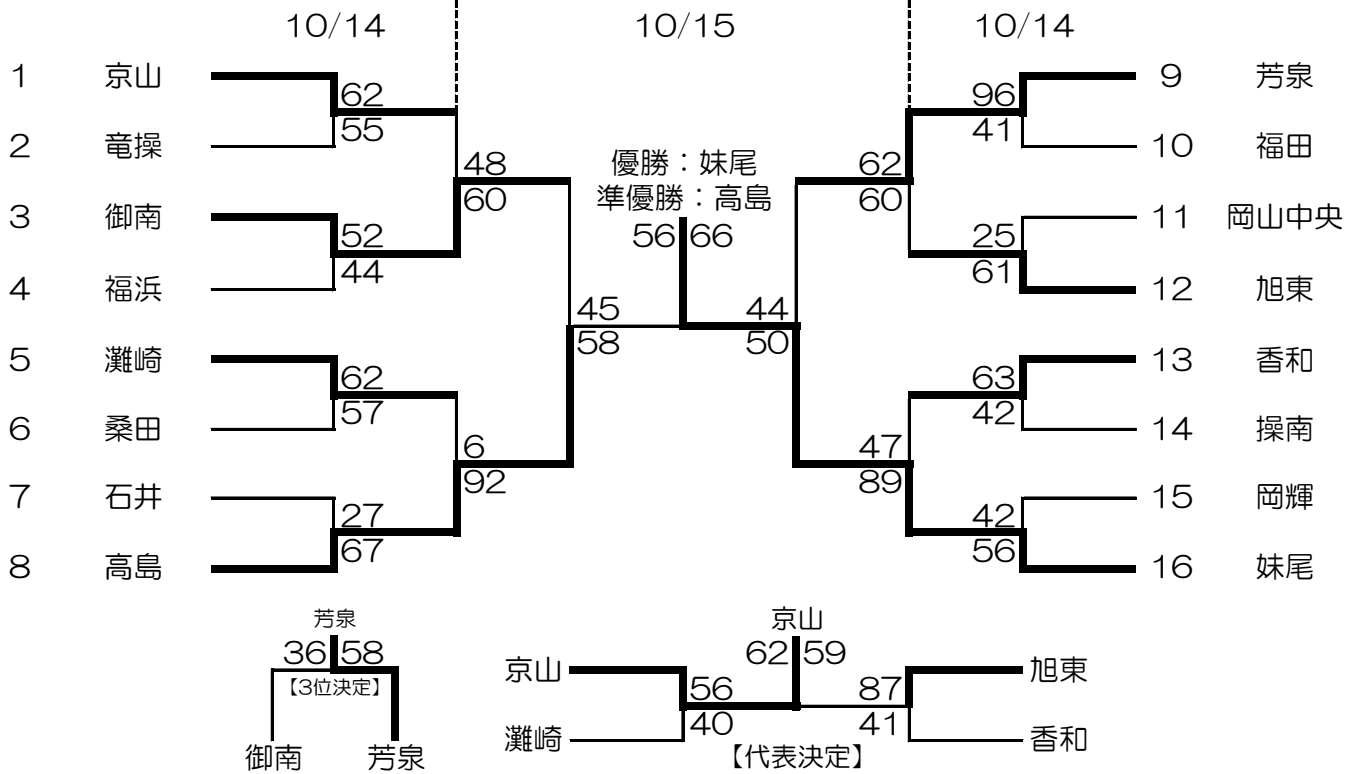 10/14 10/15 10/14
1 京山 62 96 9 芳泉
55 41
2 竜操 10 福田
48 優勝：妹尾 62
60 準優勝：高島 60
3 御南 52 56 66 25 11 岡山中央
44 61
4 福浜 12 旭東
45 44
58 50
5 灘崎 62 63 13 香和
57 42
6 桑田 14 操南
6 47
92 89
7 石井 27 42 15 岡輝
67 56
8 高島 16 妹尾
芳泉
36 58
【3位決定】
御南 芳泉
京山
62 59
京山 56 87 旭東
40 41
灘崎 香和
【代表決定】